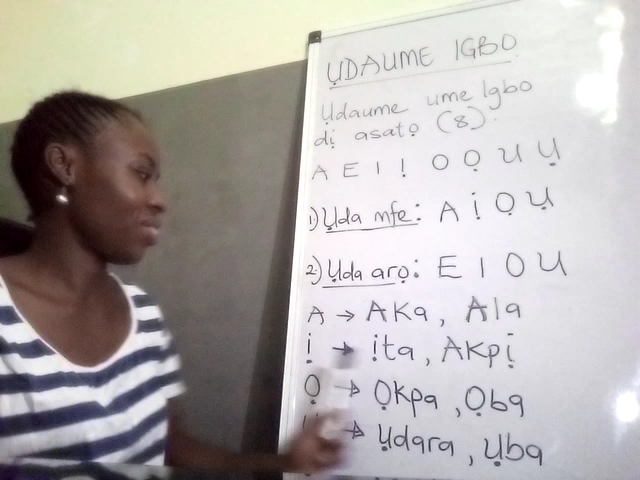 ỤDAUME IGBO
Ụdaume ume Igbo
dị asatọ (8).
A E I Ị O Ọ U Ụ
1) Ụda mfe: A Ị Ọ Ụ
2) Ụda arọ: E I O U
A → AKa, Ala
Ị → Ịta, AKpị
Ọ → Ọkpa, Ọba
→ Ụdara, Ụba